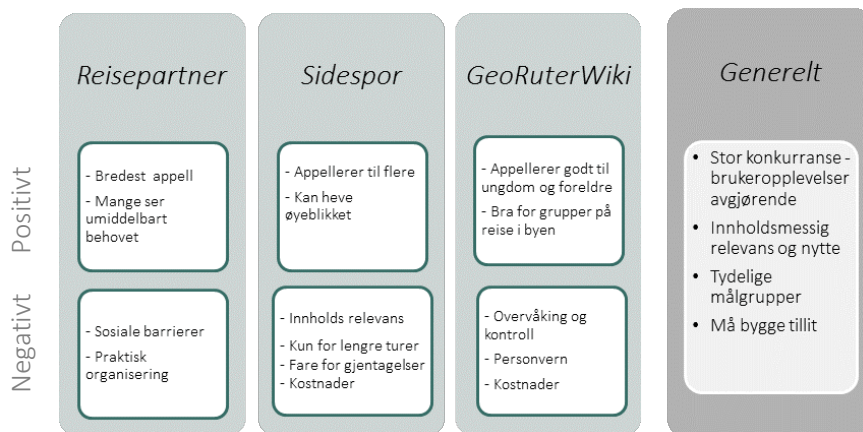 Reisepartner
Sidespor
GeoRuterWiki
Generelt
Positivt
- Bredest appell
- Mange ser
umiddelbart
behovet
- Appellerer til flere
- Kan heve
øyeblikket
- Appellerer godt til
ungdom og foreldre
- Bra for grupper på
reise i byen
Negativt
- Sosiale barrierer
- Praktisk
organisering
- Innholds relevans
- Kun for lengre turer
- Fare for gjentagelser
- Kostnader
- Overvåking og
kontroll
- Personvern
- Kostnader
• Stor konkurranse -
brukeropplevelser
avgjørende
• Innholdsmessig
relevans og nytte
• Tydelige
målgrupper
• Må bygge tillit